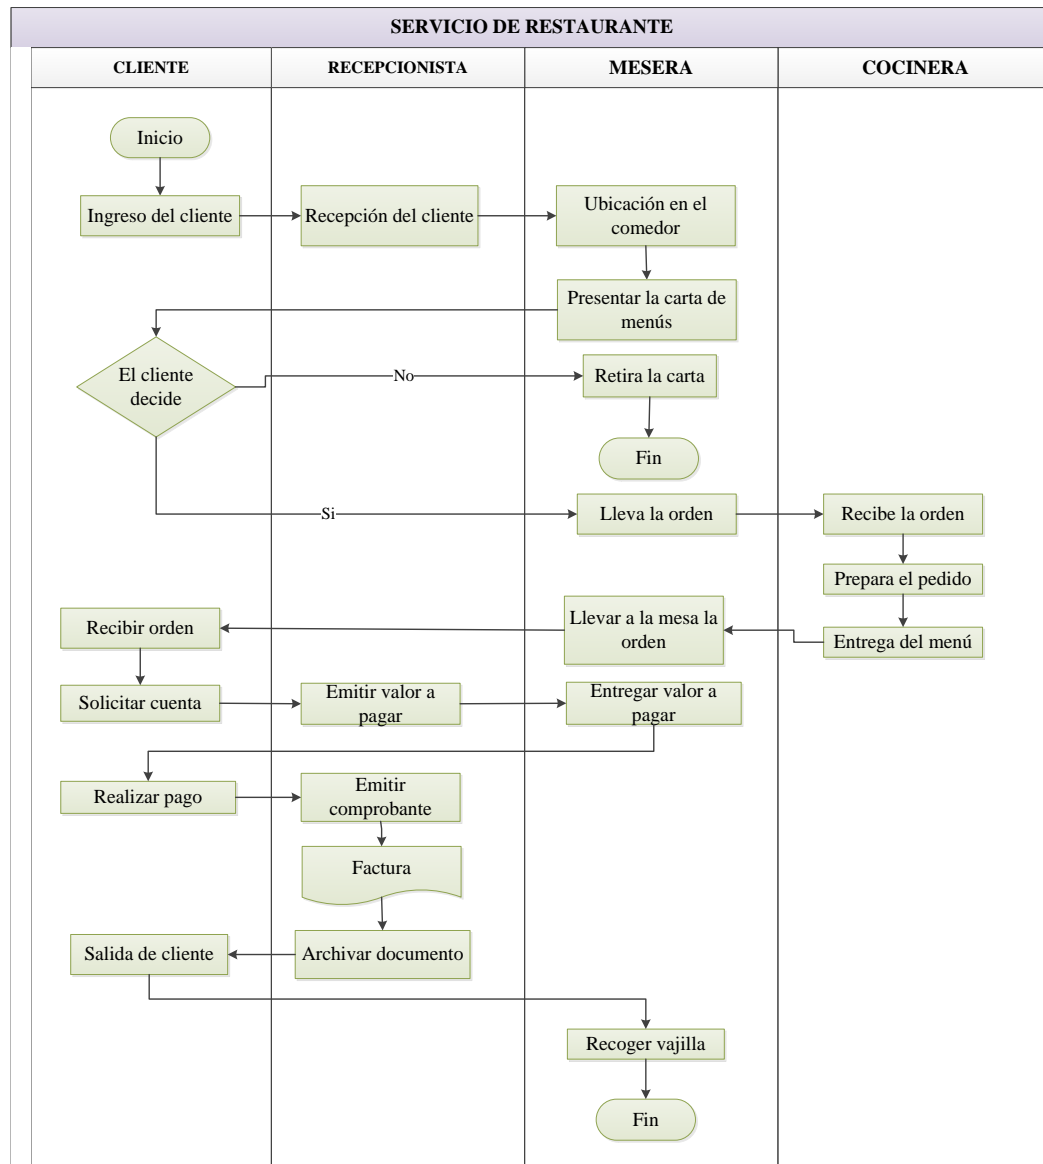 SERVICIO DE RESTAURANTE
CLIENTE
RECEPCIONISTA
MESERA
COCINERA
Inicio
Ingreso del cliente
Recepción del cliente
Ubicación en el
comedor
Presentar la carta de
menús
El cliente
decide
No
Retira la carta
Fin
Si
Lleva la orden
Recibe la orden
Prepara el pedido
Entrega del menú
Llevar a la mesa la
orden
Recibir orden
Solicitar cuenta
Emitir valor a
pagar
Entregar valor a
pagar
Realizar pago
Emitir
comprobante
Factura
Archivar documento
Salida de cliente
Recoger vajilla
Fin